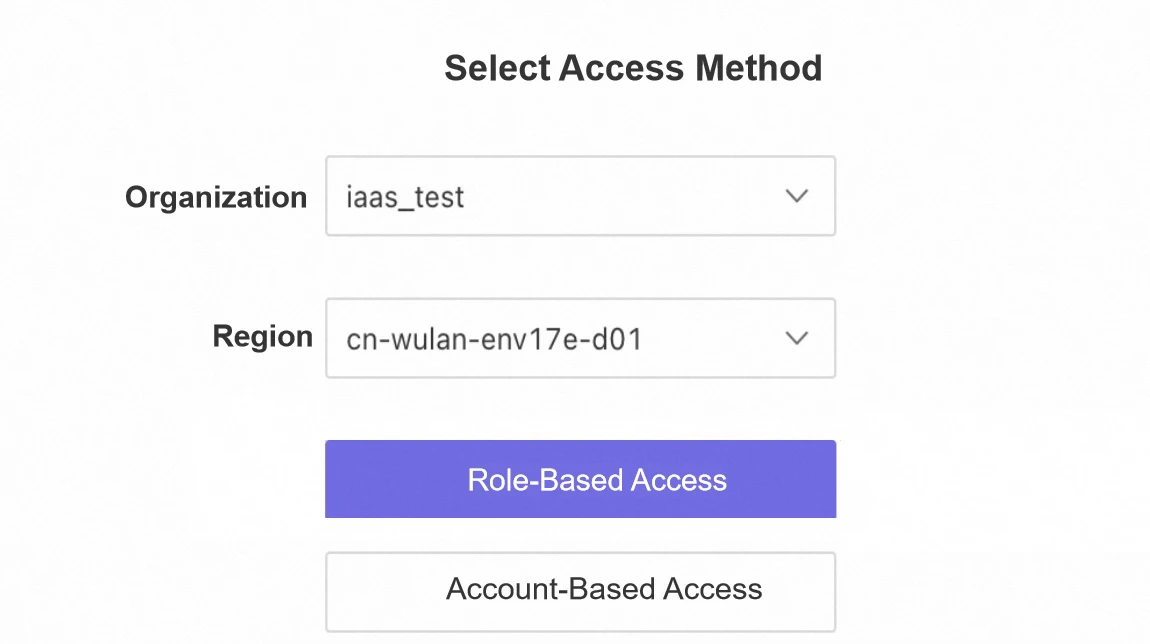 Select Access Method
Organization iaas_test
Region cn-wulan-env17e-d01
Role-Based Access
Account-Based Access